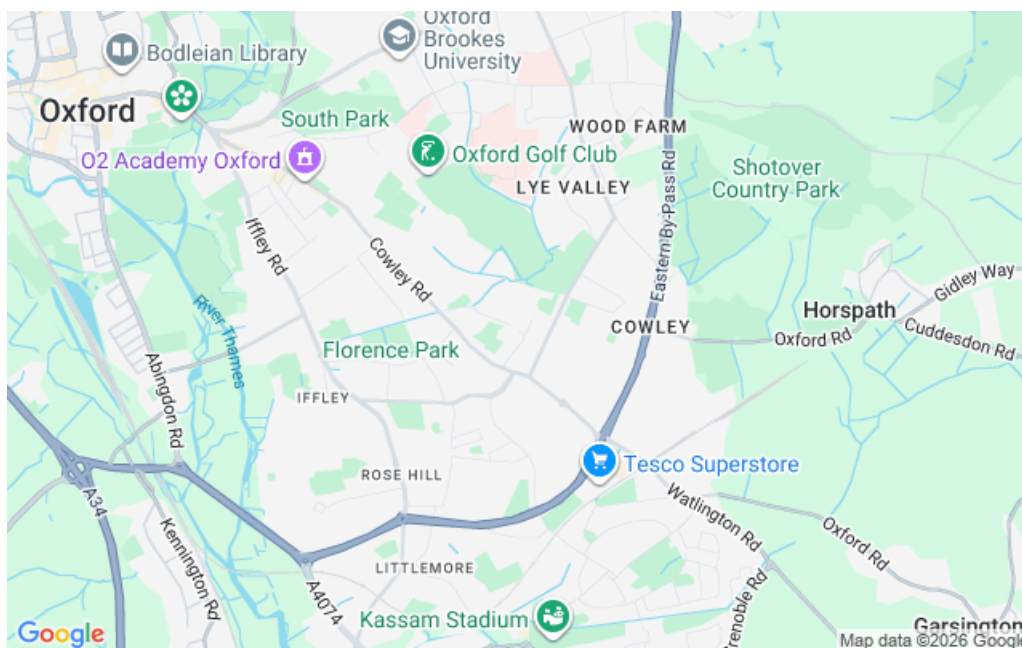 Oxford
Brookes
University
Bodleian Library
Oxford
South Park
WOOD FARM
O2 Academy Oxford
Oxford Golf Club
Shotover
Country Park
LYE VALLEY
Eastern By-Pass Rd
Iffley Rd
Cowley Rd
Gidley Way
Horspath
River Thames
COWLEY
Oxford Rd
Cuddesdon Rd
Florence Park
Abingdon Rd
IFFLEY
Tesco Superstore
ROSE HILL
A34
Watlington Rd
Kennington Rd
Oxford Rd
LITTLEMORE
A4074
Grenoble Rd
Kassam Stadium
Garsington
Google
Map data ©2026 Google